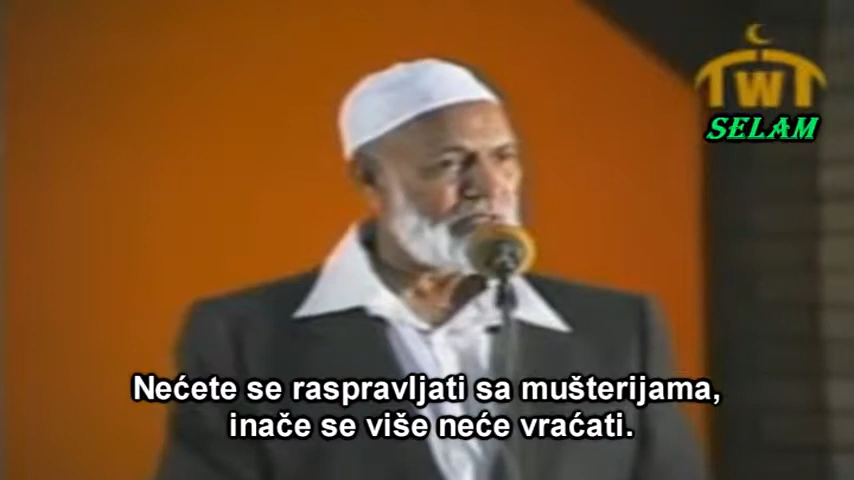 TWT
SELAM
Nećete se raspravljati sa mušterijama,
inače se više neće vraćati.